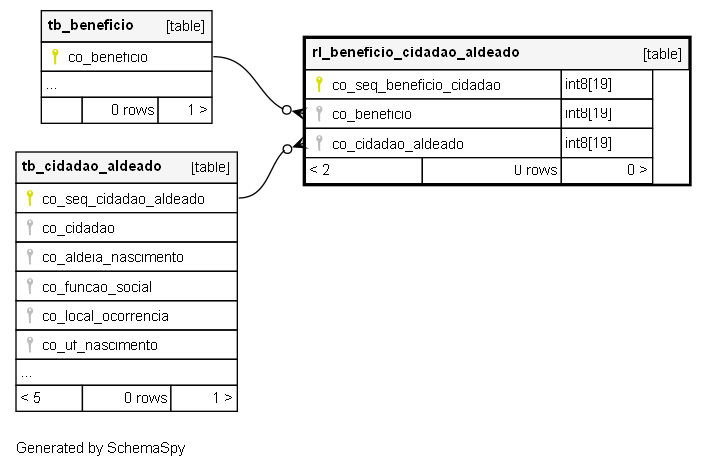 tb_beneficio [table]
co_beneficio
...
0 rows 1 >
rl_beneficio_cidadao_aldeado [table]
co_seq_beneficio_cidadao int8[19]
co_beneficio int8[19]
co_cidadao_aldeado int8[19]
< 2 0 rows 0 >
tb_cidadao_aldeado [table]
co_seq_cidadao_aldeado
co_cidadao
co_aldeia_nascimento
co_funcao_social
co_local_ocorrencia
co_uf_nascimento
...
< 5 0 rows 1 >
Generated by SchemaSpy